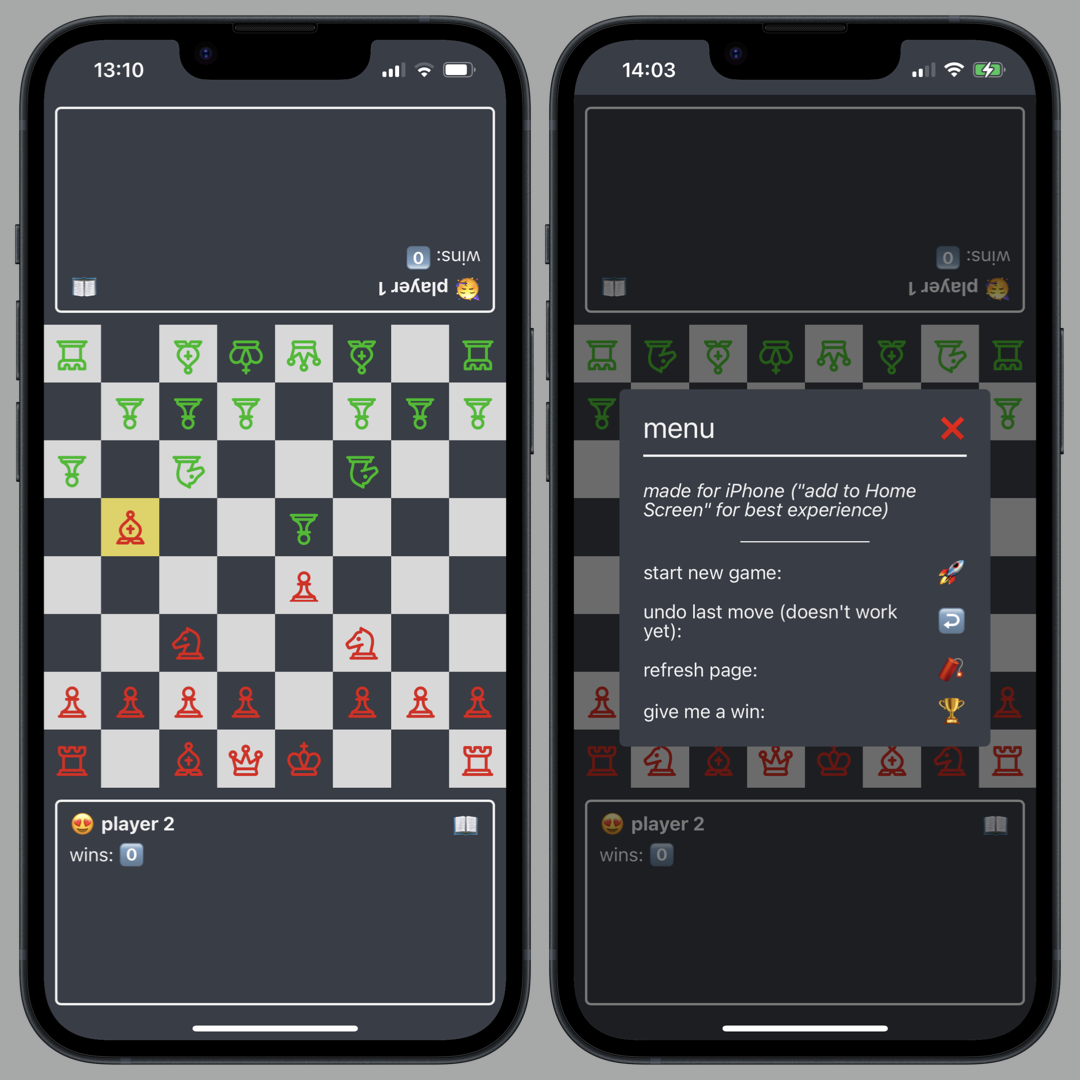 13:10
wins: 0
player 1
player 2
wins: 0
14:03
wins: 0
player 1
menu
made for iPhone ("add to Home
Screen" for best experience)
start new game:
undo last move (doesn't work
yet):
refresh page:
give me a win:
player 2
wins: 0